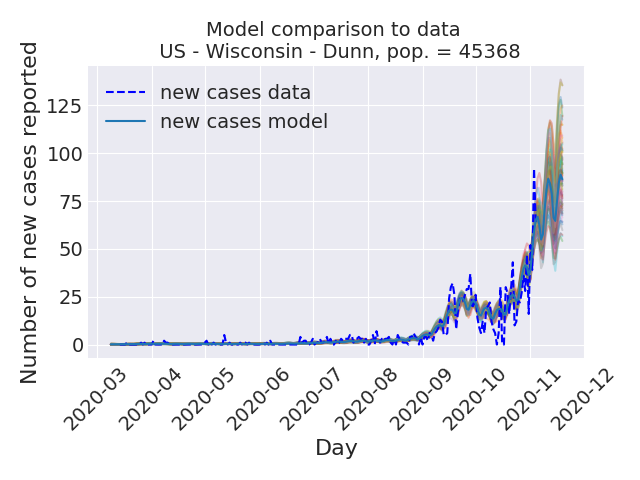 Model comparison to data
US - Wisconsin - Dunn, pop. = 45368
Number of new cases reported
125
100
75
50
25
0
new cases data
new cases model
2020-03
2020-04
2020-05
2020-06
2020-07
2020-08
2020-09
2020-10
2020-11
2020-12
Day